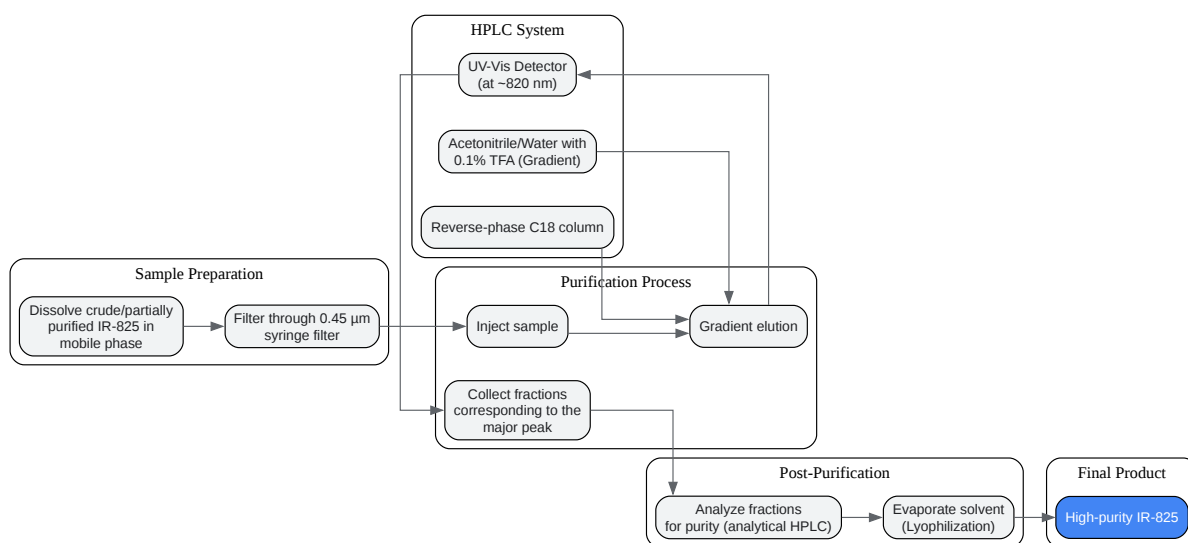 HPLC System
UV-Vis Detector
(at ~820 nm)
Acetonitrile/Water with
0.1% TFA (Gradient)
Reverse-phase C18 column
Sample Preparation
Dissolve crude/partially
purified IR-825 in
mobile phase
Filter through 0.45 µm
syringe filter
Purification Process
Inject sample
Gradient elution
Collect fractions
corresponding to the
major peak
Post-Purification
Analyze fractions
for purity (analytical HPLC)
Evaporate solvent
(Lyophilization)
Final Product
High-purity IR-825